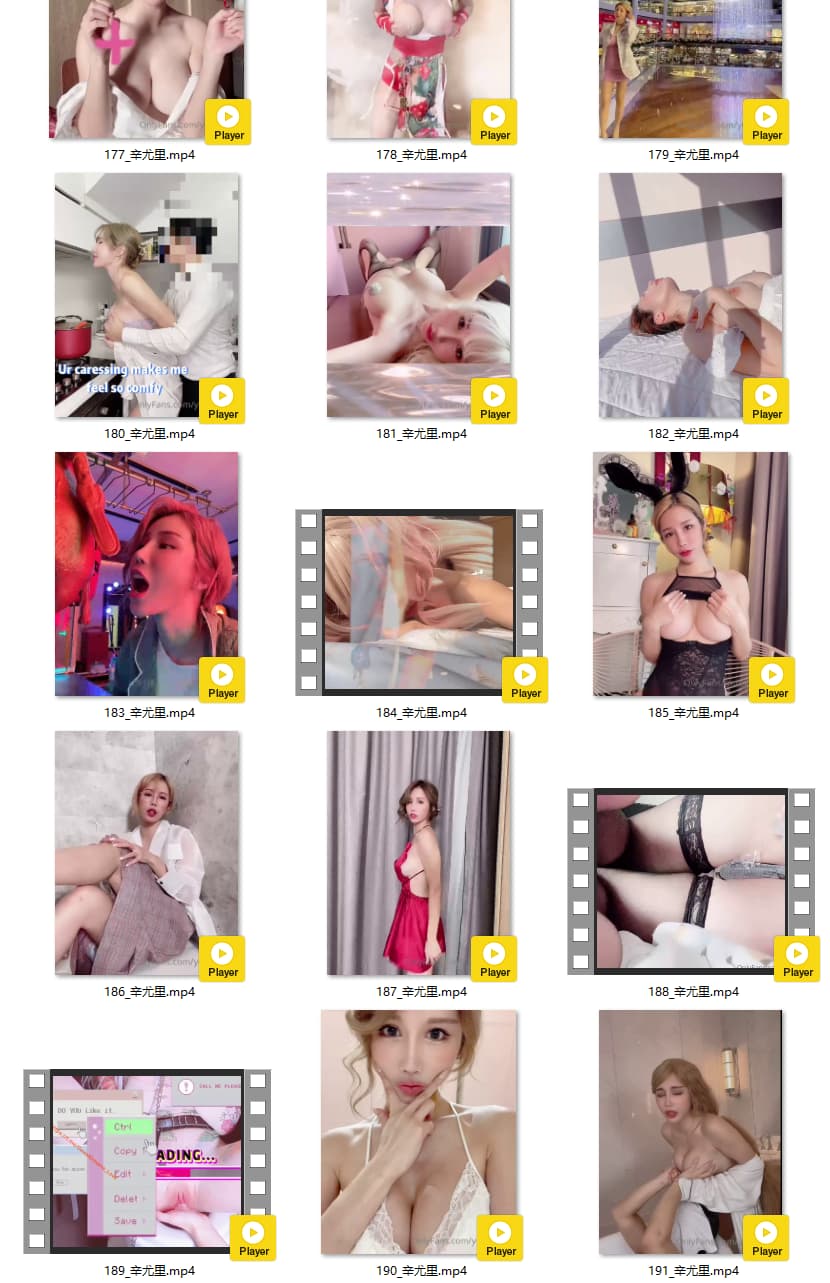 Player
Player
Player
177_辛尤里.mp4
178_辛尤里.mp4
179_辛尤里.mp4
Ur caressing makes me
feel so comfy
Player
Player
Player
180_辛尤里.mp4
181_辛尤里.mp4
182_辛尤里.mp4
Player
Player
Player
183_辛尤里.mp4
184_辛尤里.mp4
185_辛尤里.mp4
Player
Player
Player
186_辛尤里.mp4
187_辛尤里.mp4
188_辛尤里.mp4
CALL ME PLEASE
DO YOU Like it
Ctrl
Copy
ADING...
Edit
Delet
Save
Player
Player
Player
189_辛尤里.mp4
190_辛尤里.mp4
191_辛尤里.mp4